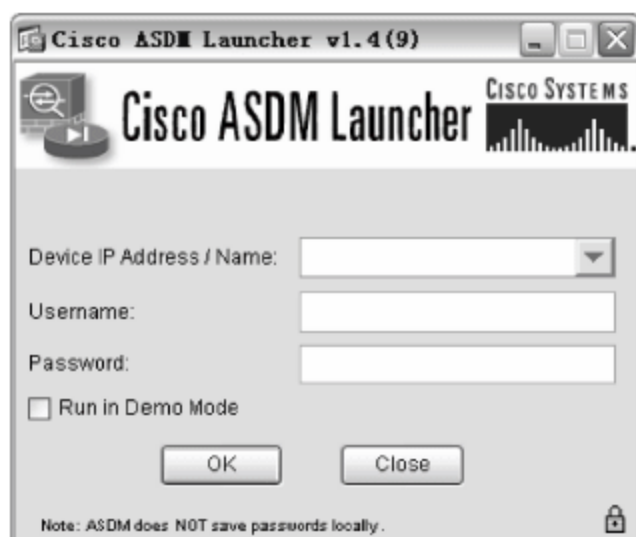 Cisco ASDM Launcher v1.4(9)
Cisco ASDM Launcher
CISCO SYSTEMS
Device IP Address / Name:
Username:
Password:
Run in Demo Mode
OK
Close
Note: ASDM does NOT save passwords locally.